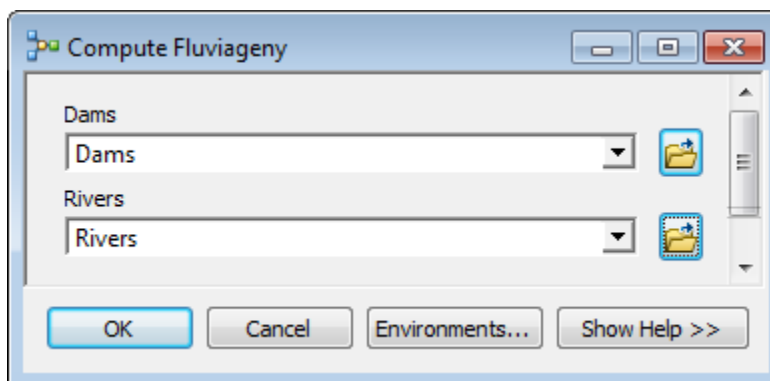 Compute Fluviageny
Dams
Dams
Rivers
Rivers
OK Cancel Environments... Show Help >>